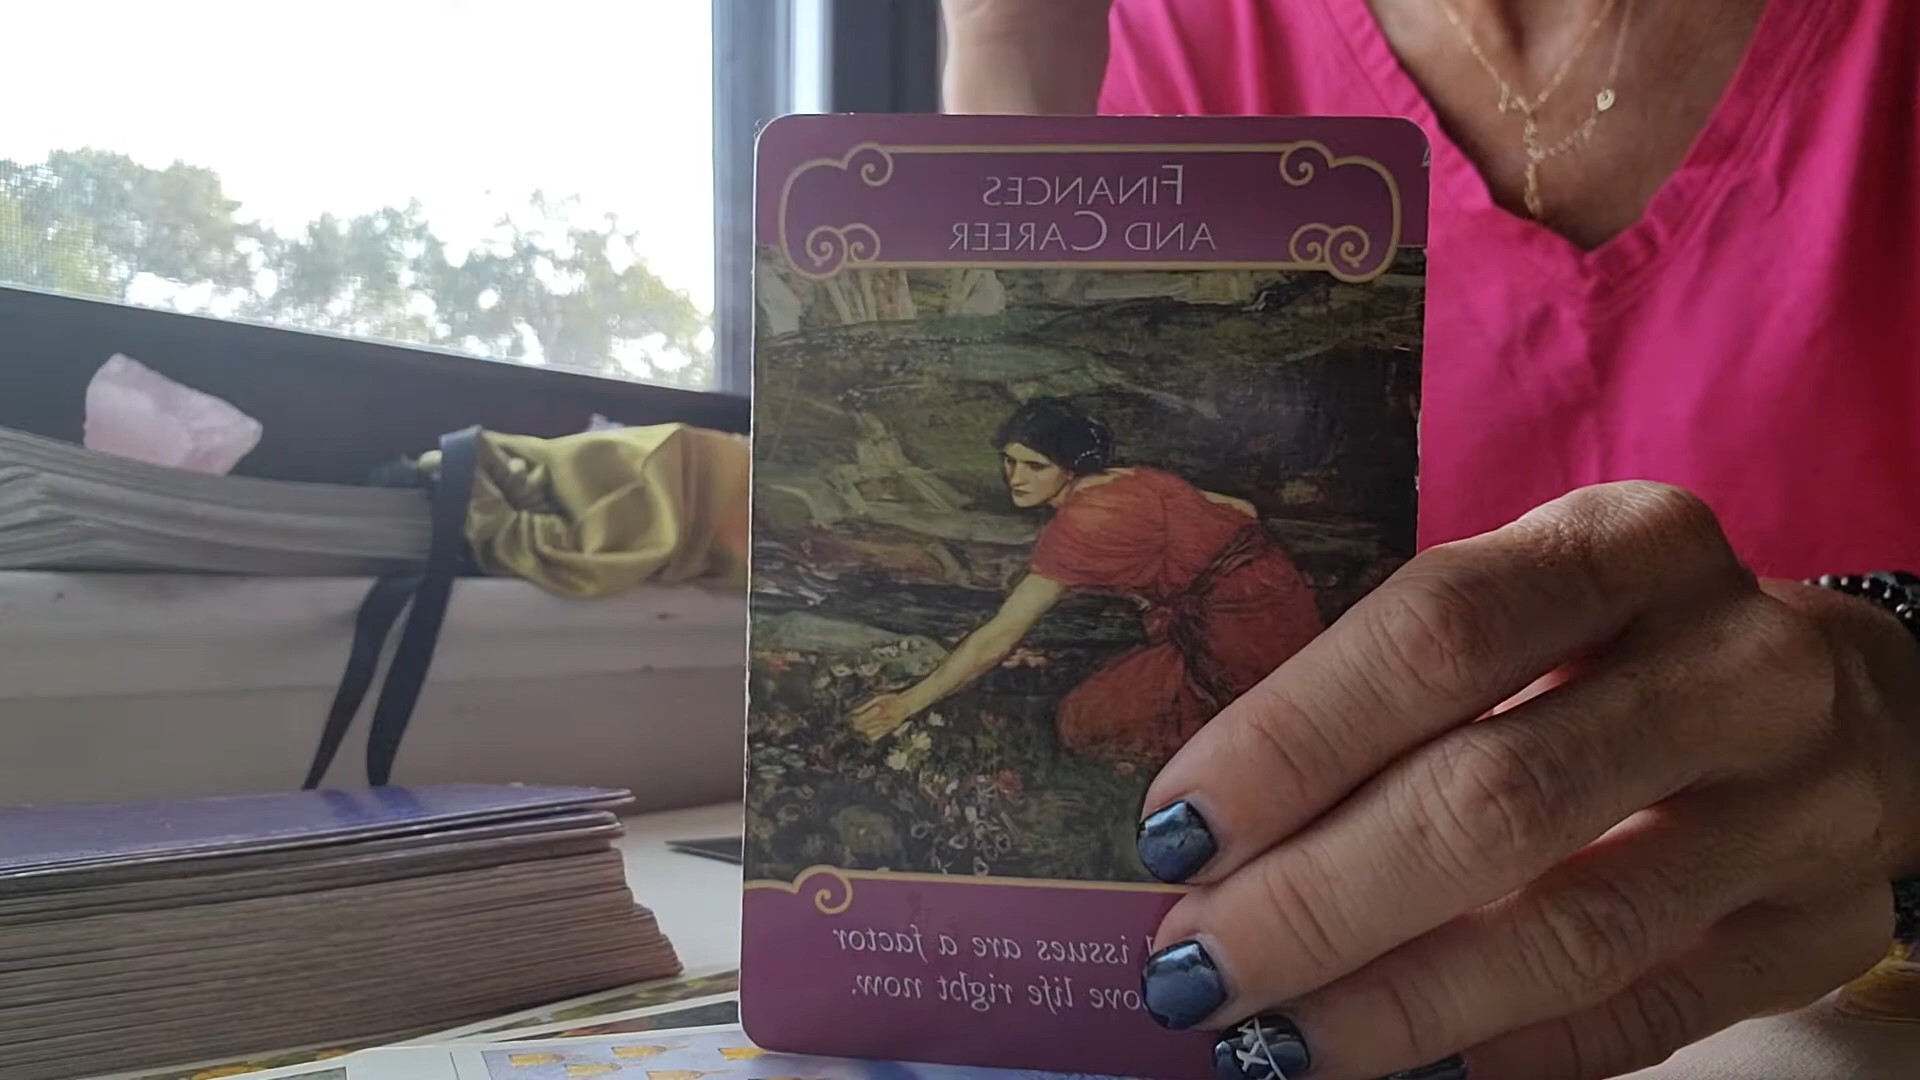 FINANCES
AND CAREER
issues are a factor
life right now.